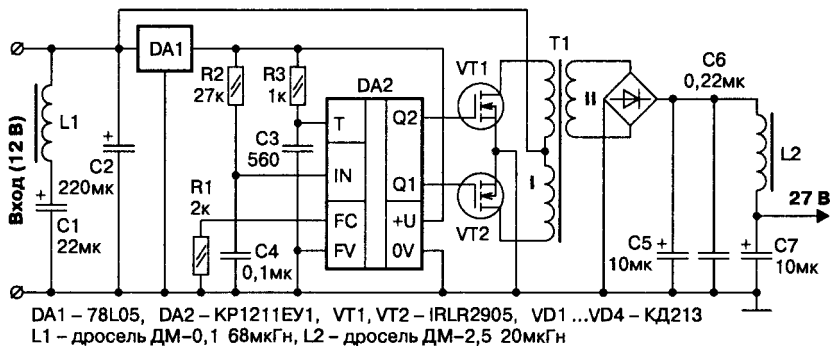 Вход (12 В)
L1
C1
22мк
C2
220мк
DA1
R2
27к
R3
1к
C3
560
R1
2к
C4
0,1мк
DA2
T
IN
FC
FV
Q2
Q1
+U
0V
VT1
VT2
T1
I
II
C6
0,22мк
L2
27 В
C5
10мк
C7
10мк
DA1 – 78L05, DA2 – КР1211ЕУ1, VT1, VT2 – IRLR2905, VD1 ...VD4 – КД213
L1 – дросель ДМ–0,1 68мкГн, L2 – дросель ДМ–2,5 20мкГн